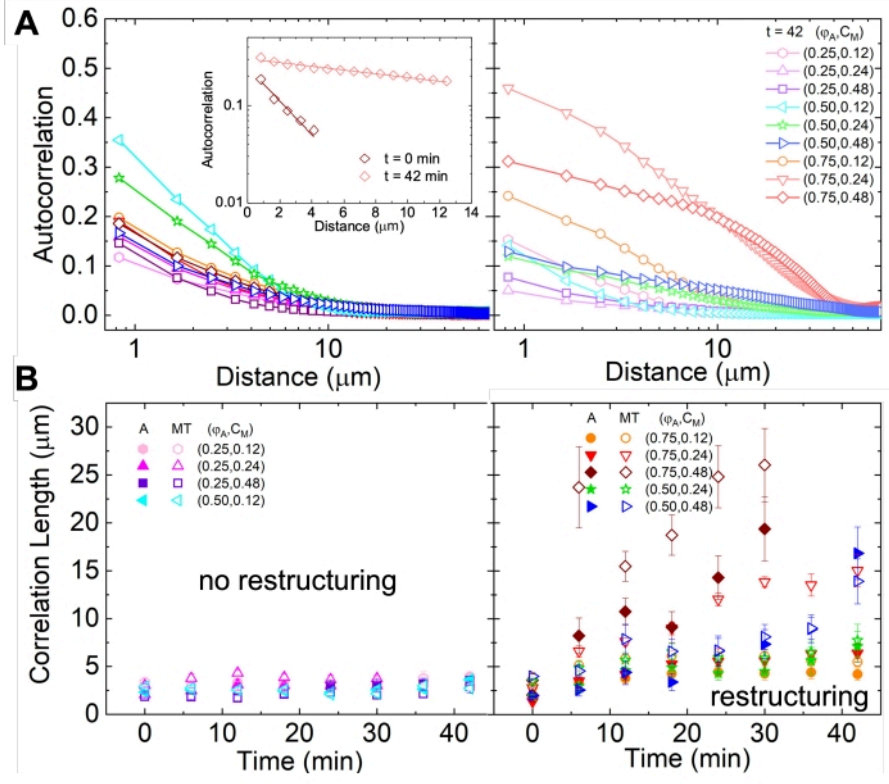 A
0.6
0.5
0.4
0.3
0.2
0.1
0.0
Autocorrelation
1
10
Distance (μm)
0.1
0.01
Autocorrelation
t = 0 min
t = 42 min
0 2 4 6 8 10 12 14
Distance (μm)
t = 42 (φA,CM)
(0.25,0.12)
(0.25,0.24)
(0.25,0.48)
(0.50,0.12)
(0.50,0.24)
(0.50,0.48)
(0.75,0.12)
(0.75,0.24)
(0.75,0.48)
1
10
Distance (μm)
B
30
25
20
15
10
5
0
Correlation Length (μm)
A MT (φA,CM)
(0.25,0.12)
(0.25,0.24)
(0.25,0.48)
(0.50,0.12)
no restructuring
0 10 20 30 40
Time (min)
A MT (φA,CM)
(0.75,0.12)
(0.75,0.24)
(0.75,0.48)
(0.50,0.24)
(0.50,0.48)
restructuring
0 10 20 30 40
Time (min)